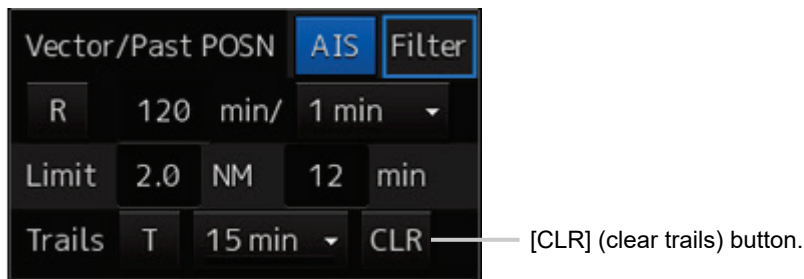 Vector/Past POSN AIS Filter
R 120 min/ 1 min
Limit 2.0 NM 12 min
Trails T 15 min CLR
[CLR] (clear trails) button.